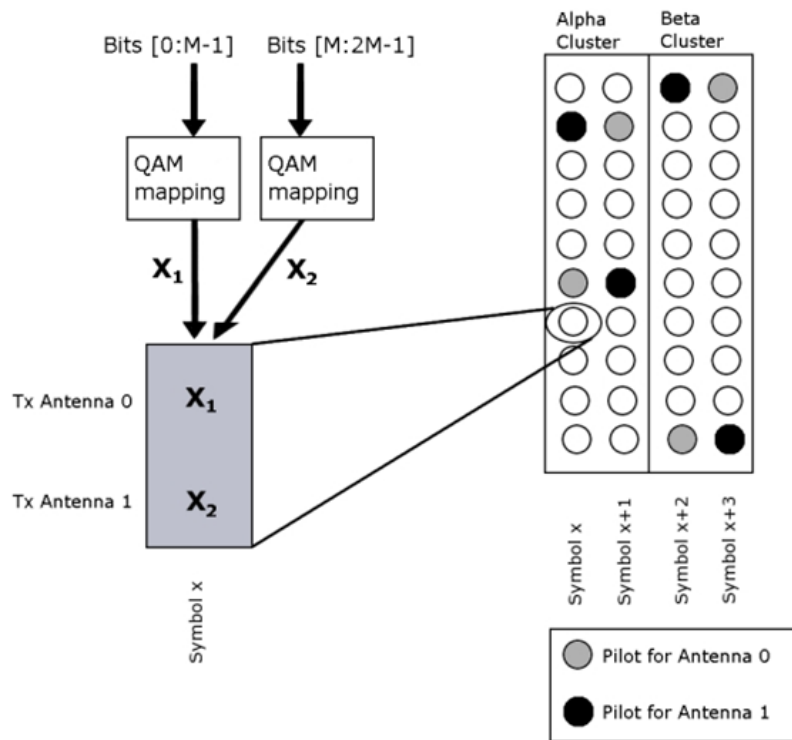 Bits [0:M-1]
Bits [M:2M-1]
QAM
mapping
QAM
mapping
X₁
X₂
Tx Antenna 0
X₁
Tx Antenna 1
X₂
Symbol x
Alpha
Cluster
Beta
Cluster
Symbol x
Symbol x+1
Symbol x+2
Symbol x+3
Pilot for Antenna 0
Pilot for Antenna 1